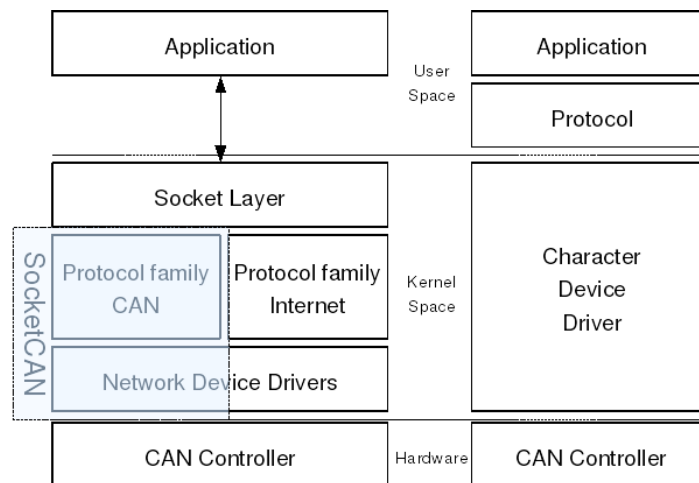 Application
User
Space
Application
Protocol
Socket Layer
SocketCAN
Protocol family
CAN
Protocol family
Internet
Kernel
Space
Character
Device
Driver
Network Device Drivers
CAN Controller
Hardware
CAN Controller